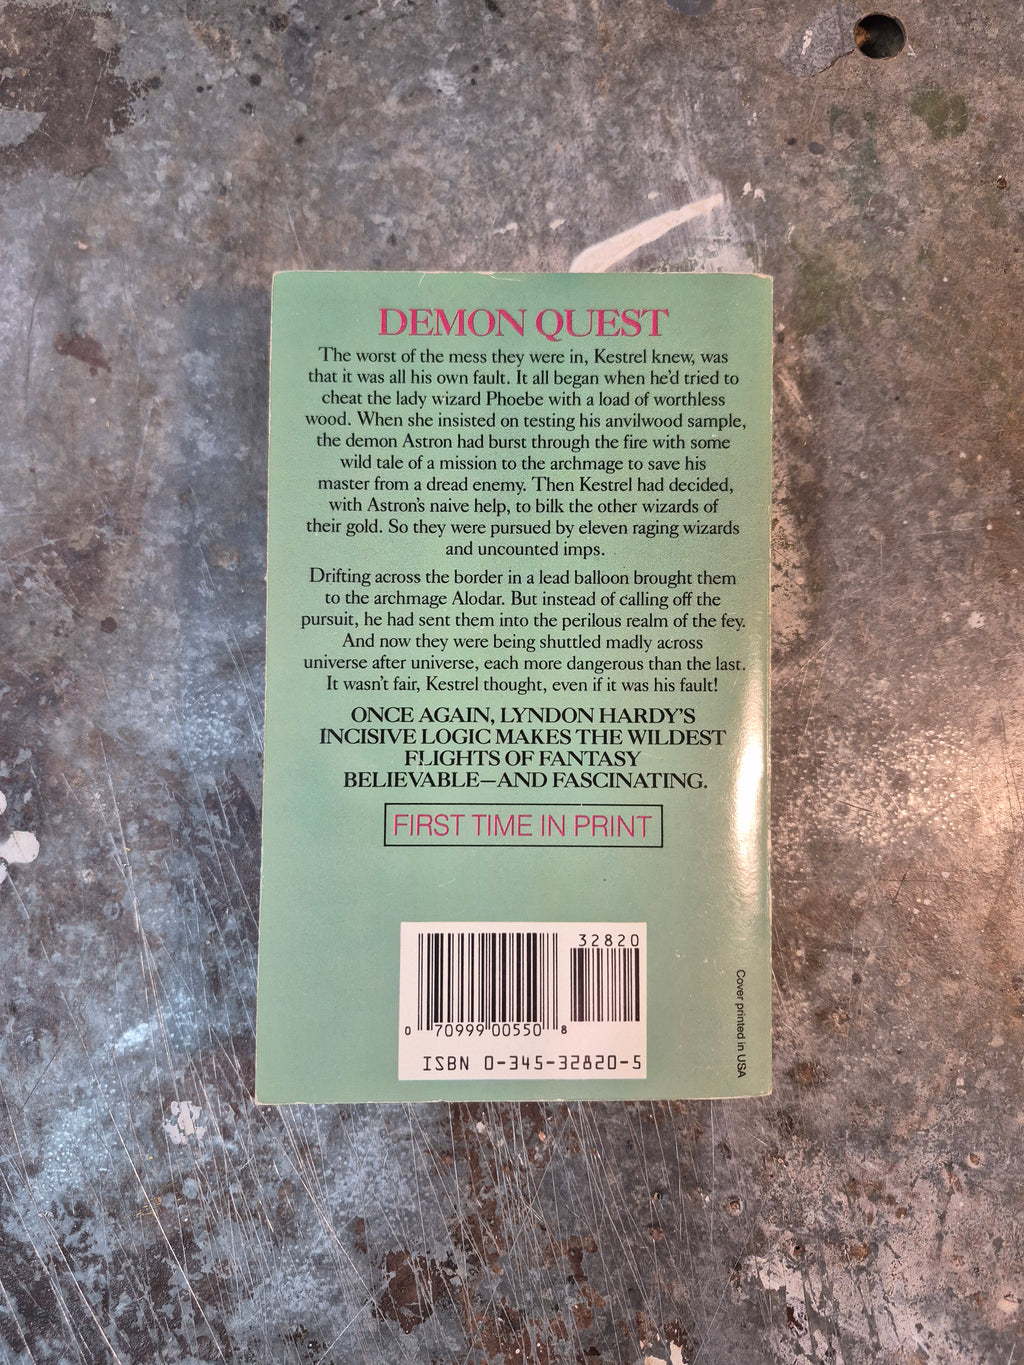 DEMON QUEST
The worst of the mess they were in, Kestrel knew, was
that it was all his own fault. It all began when he'd tried to
cheat the lady wizard Phoebe with a load of worthless
wood. When she insisted on testing his anvilwood sample,
the demon Astron had burst through the fire with some
wild tale of a mission to the archmage to save his
master from a dread enemy. Then Kestrel had decided,
with Astron's naive help, to bilk the other wizards of
their gold. So they were pursued by eleven raging wizards
and uncounted imps.
Drifting across the border in a lead balloon brought them
to the archmage Alodar. But instead of calling off the
pursuit, he had sent them into the perilous realm of the fey.
And now they were being shuttled madly across
universe after universe, each more dangerous than the last.
It wasn't fair, Kestrel thought, even if it was his fault!
ONCE AGAIN, LYNDON HARDY'S
INCISIVE LOGIC MAKES THE WILDEST
FLIGHTS OF FANTASY
BELIEVABLE—AND FASCINATING.
FIRST TIME IN PRINT
32820
0 70999 00550 8
ISBN 0-345-32820-5
Cover printed in USA